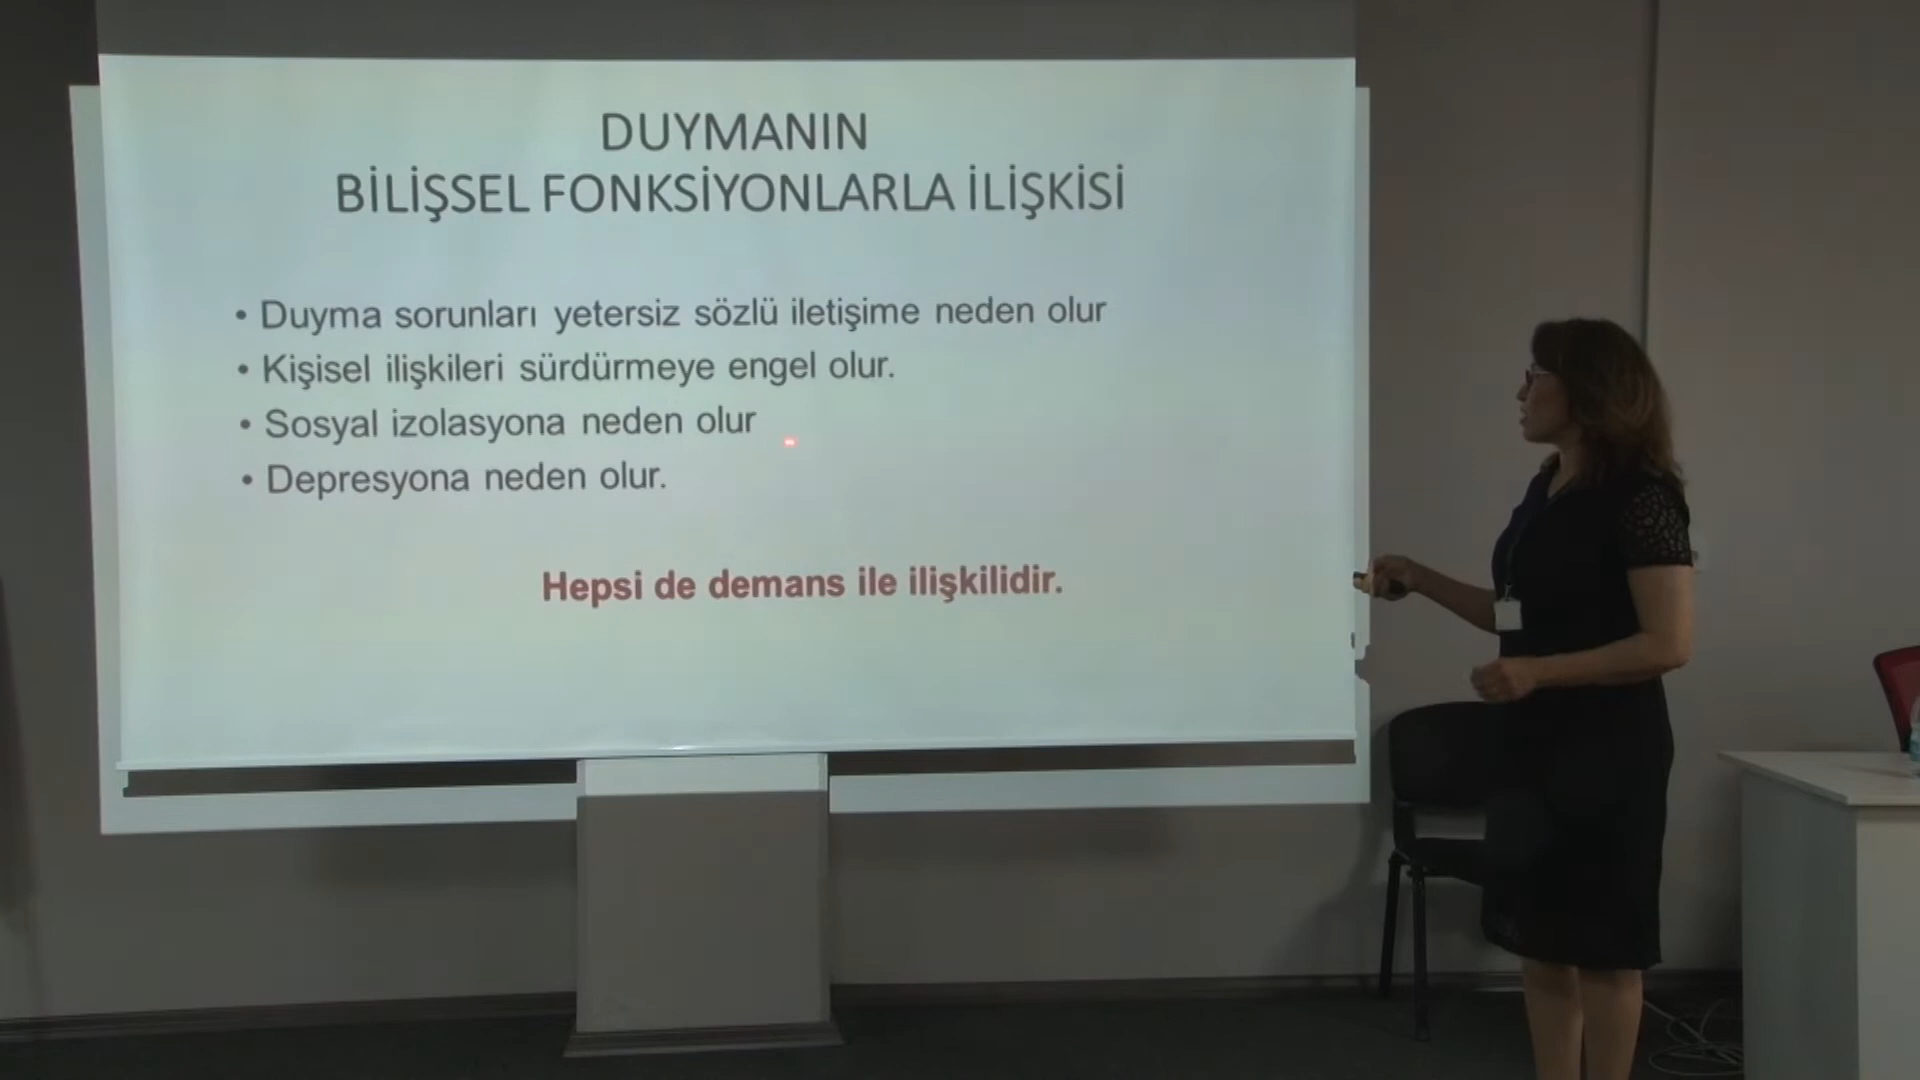 DUYMANIN
BİLİŞSEL FONKSİYONLARLA İLİŞKİSİ
• Duyma sorunları yetersiz sözlü iletişime neden olur
• Kişisel ilişkileri sürdürmeye engel olur.
• Sosyal izolasyona neden olur
• Depresyona neden olur.
Hepsi de demans ile ilişkilidir.